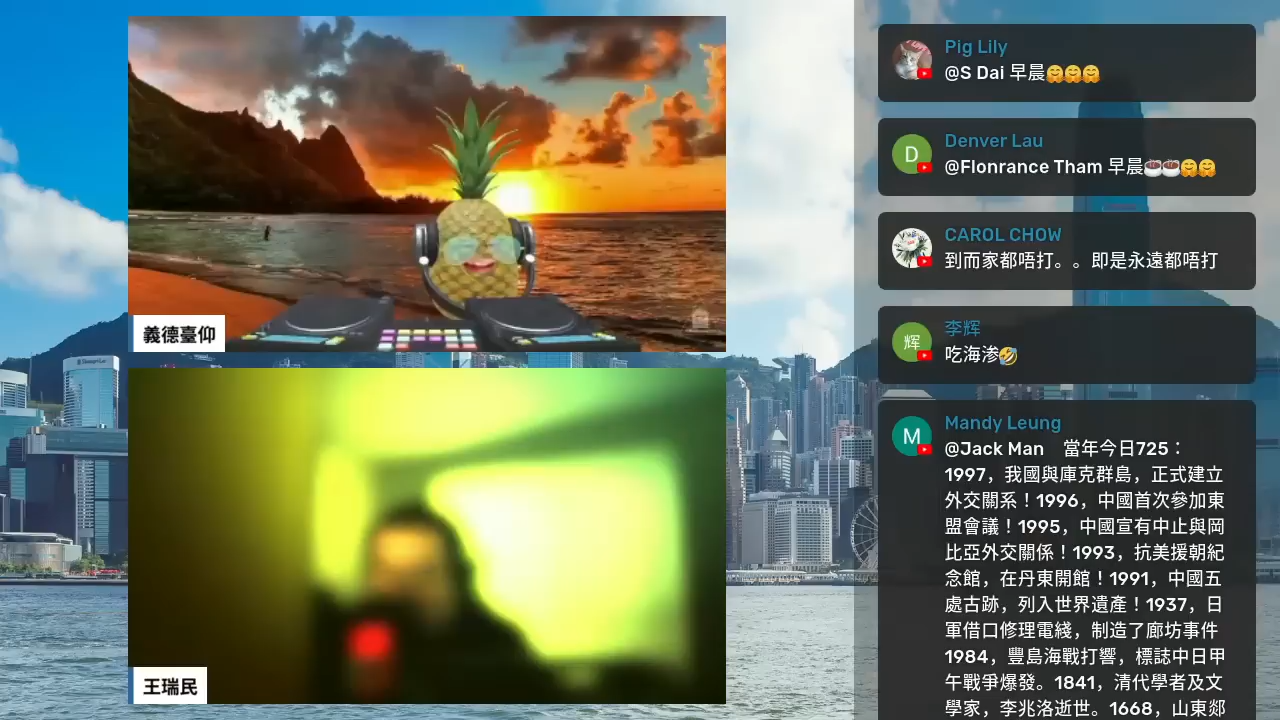 義德臺仰
王瑞民
Pig Lily
@S Dai 早晨🤗🤗🤗
D
Denver Lau
@Flonrance Tham 早晨☕☕🤗🤗
CAROL CHOW
到而家都唔打。。即是永遠都唔打
辉
李辉
吃海渗🤣
M
Mandy Leung
@Jack Man　當年今日725：
1997，我國與庫克群島，正式建立
外交關系！1996，中國首次參加東
盟會議！1995，中國宣有中止與岡
比亞外交關係！1993，抗美援朝紀
念館，在丹東開館！1991，中國五
處古跡，列入世界遺產！1937，日
軍借口修理電綫，制造了廊坊事件
1984，豐島海戰打響，標誌中日甲
午戰爭爆發。1841，清代學者及文
學家，李兆洛逝世。1668，山東郯